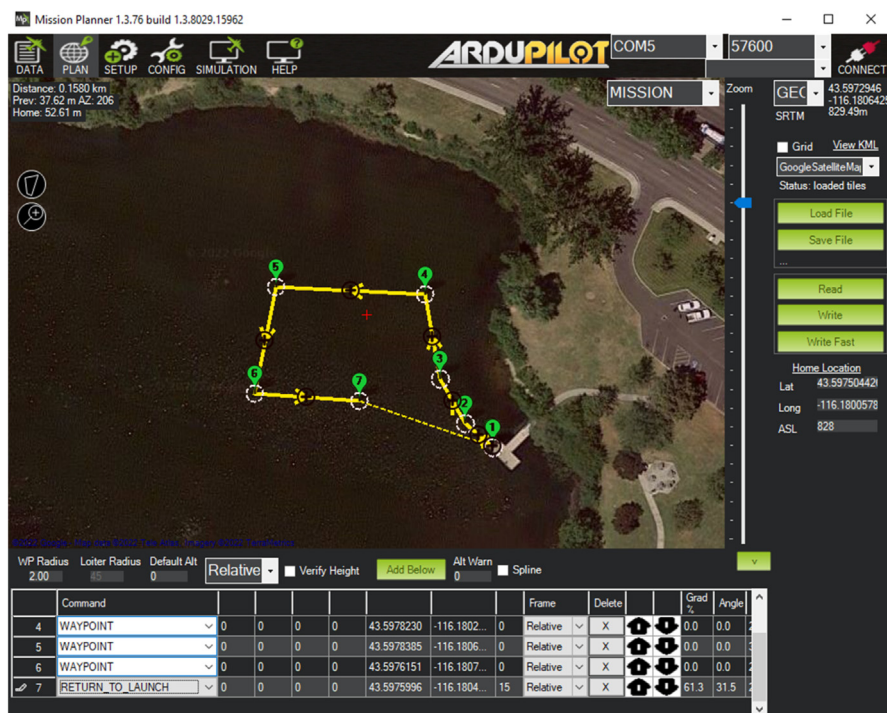 Mission Planner 1.3.76 build 1.3.8029.15962
DATA PLAN SETUP CONFIG SIMULATION HELP
ARDUPILOT
COM5 57600
CONNECT
Distance: 0.1580 km
Prev: 37.62 m AZ: 206
Home: 52.61 m
MISSION
Zoom
GEO 43.5972946
-116.1806425
SRTM 829.49m
Grid View KML
GoogleSatelliteMap
Status: loaded tiles
Load File
Save File
...
Read
Write
Write Fast
Home Location
Lat 43.597504420
Long -116.1800578
ASL 828
5
4
3
6
7
2
1
WP Radius Loiter Radius Default Alt Alt Warn
2.00 45 0 Relative Verify Height Add Below 0 Spline
v
Command Frame Delete Grad % Angle
4 WAYPOINT 0 0 0 0 43.5978230 -116.1802... 0 Relative X 0.0 0.0 2
5 WAYPOINT 0 0 0 0 43.5978385 -116.1806... 0 Relative X 0.0 0.0 3
6 WAYPOINT 0 0 0 0 43.5976151 -116.1807... 0 Relative X 0.0 0.0 2
7 RETURN_TO_LAUNCH 0 0 0 0 43.5975996 -116.1804... 15 Relative X 61.3 31.5 2